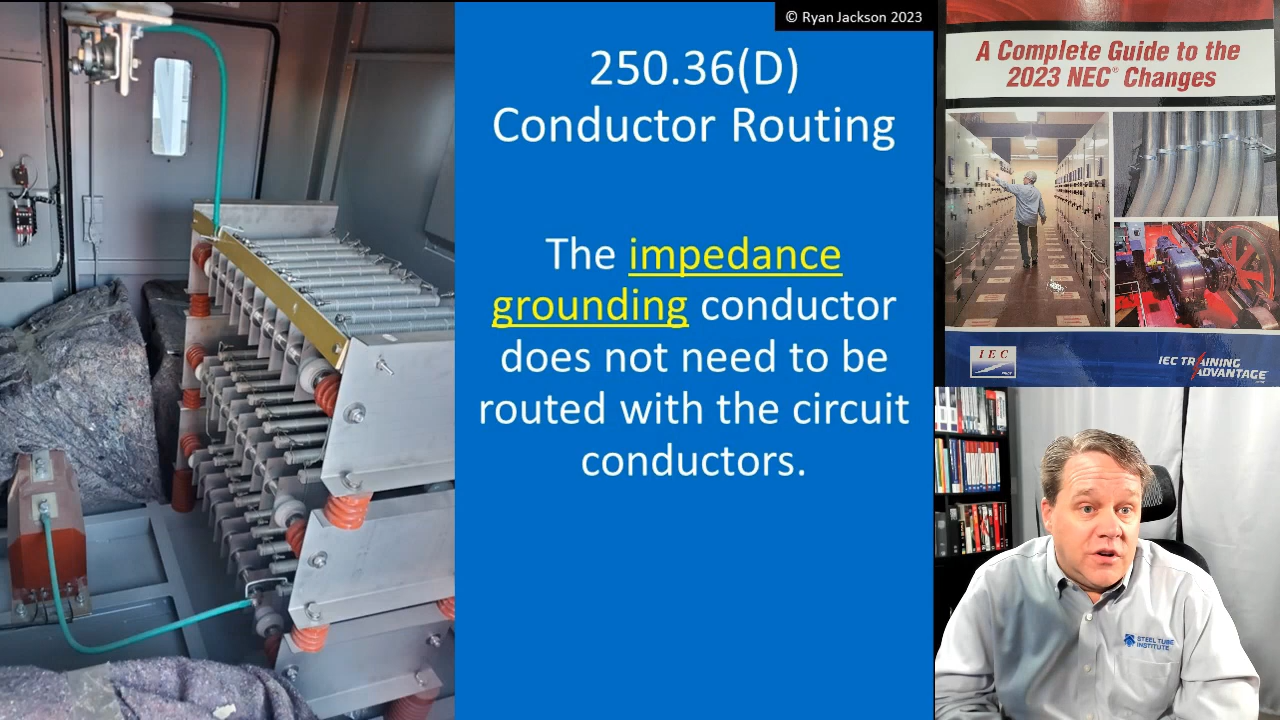 © Ryan Jackson 2023
250.36(D)
Conductor Routing
The impedance
grounding conductor
does not need to be
routed with the circuit
conductors.
A Complete Guide to the
2023 NEC® Changes
IEC
IEC TRAINING
ADVANTAGE
STEEL TUBE
INSTITUTE